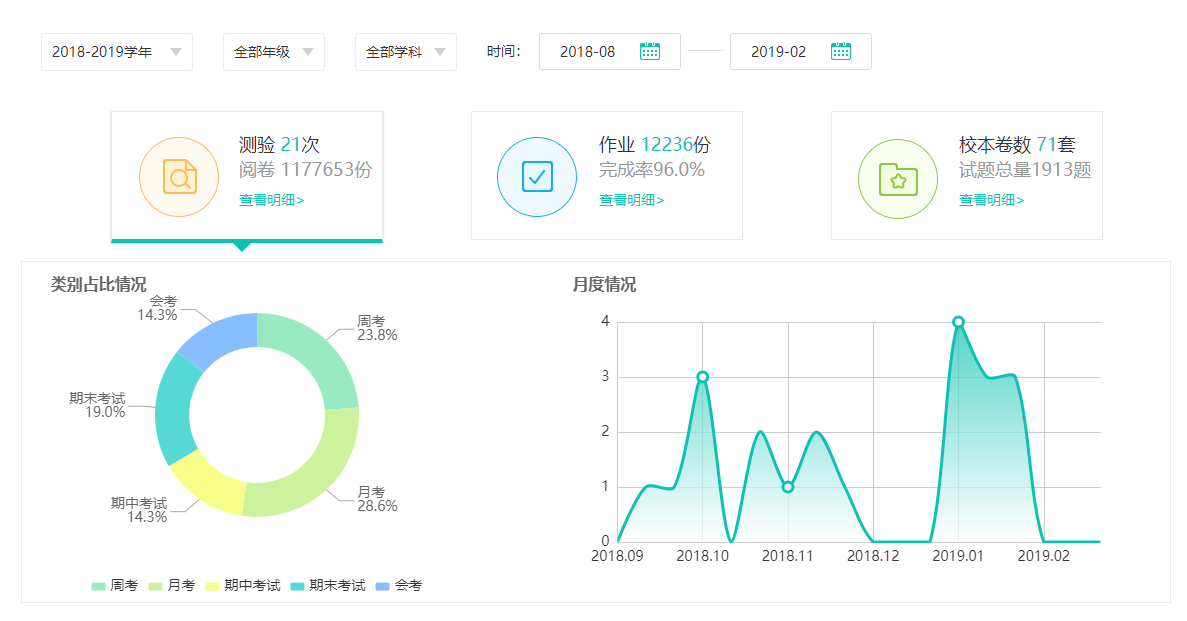 2018-2019学年
全部年级
全部学科
时间：
2018-08
2019-02
测验 21次
阅卷 1177653份
查看明细>
作业 12236份
完成率96.0%
查看明细>
校本卷数 71套
试题总量1913题
查看明细>
类别占比情况
会考
14.3%
周考
23.8%
期末考试
19.0%
期中考试
14.3%
月考
28.6%
周考 月考 期中考试 期末考试 会考
月度情况
4
3
2
1
0
2018.09 2018.10 2018.11 2018.12 2019.01 2019.02